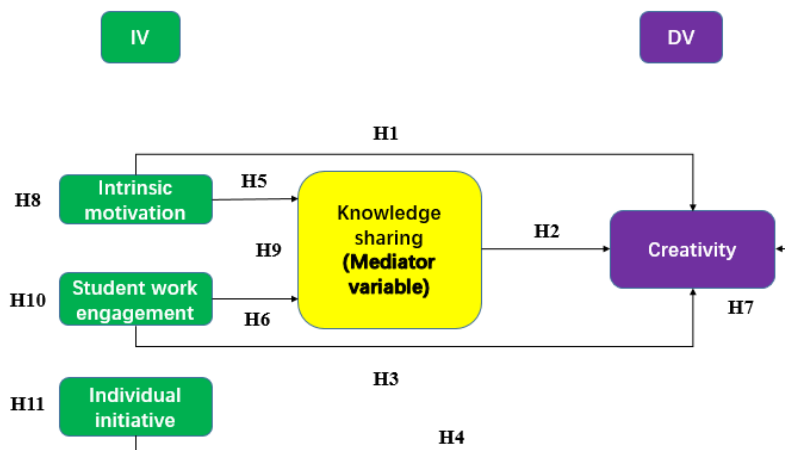 IV
DV
H1
H8
Intrinsic
motivation
H5
Knowledge
sharing
(Mediator
variable)
H9
H2
Creativity
H10
Student work
engagement
H6
H7
H3
H11
Individual
initiative
H4